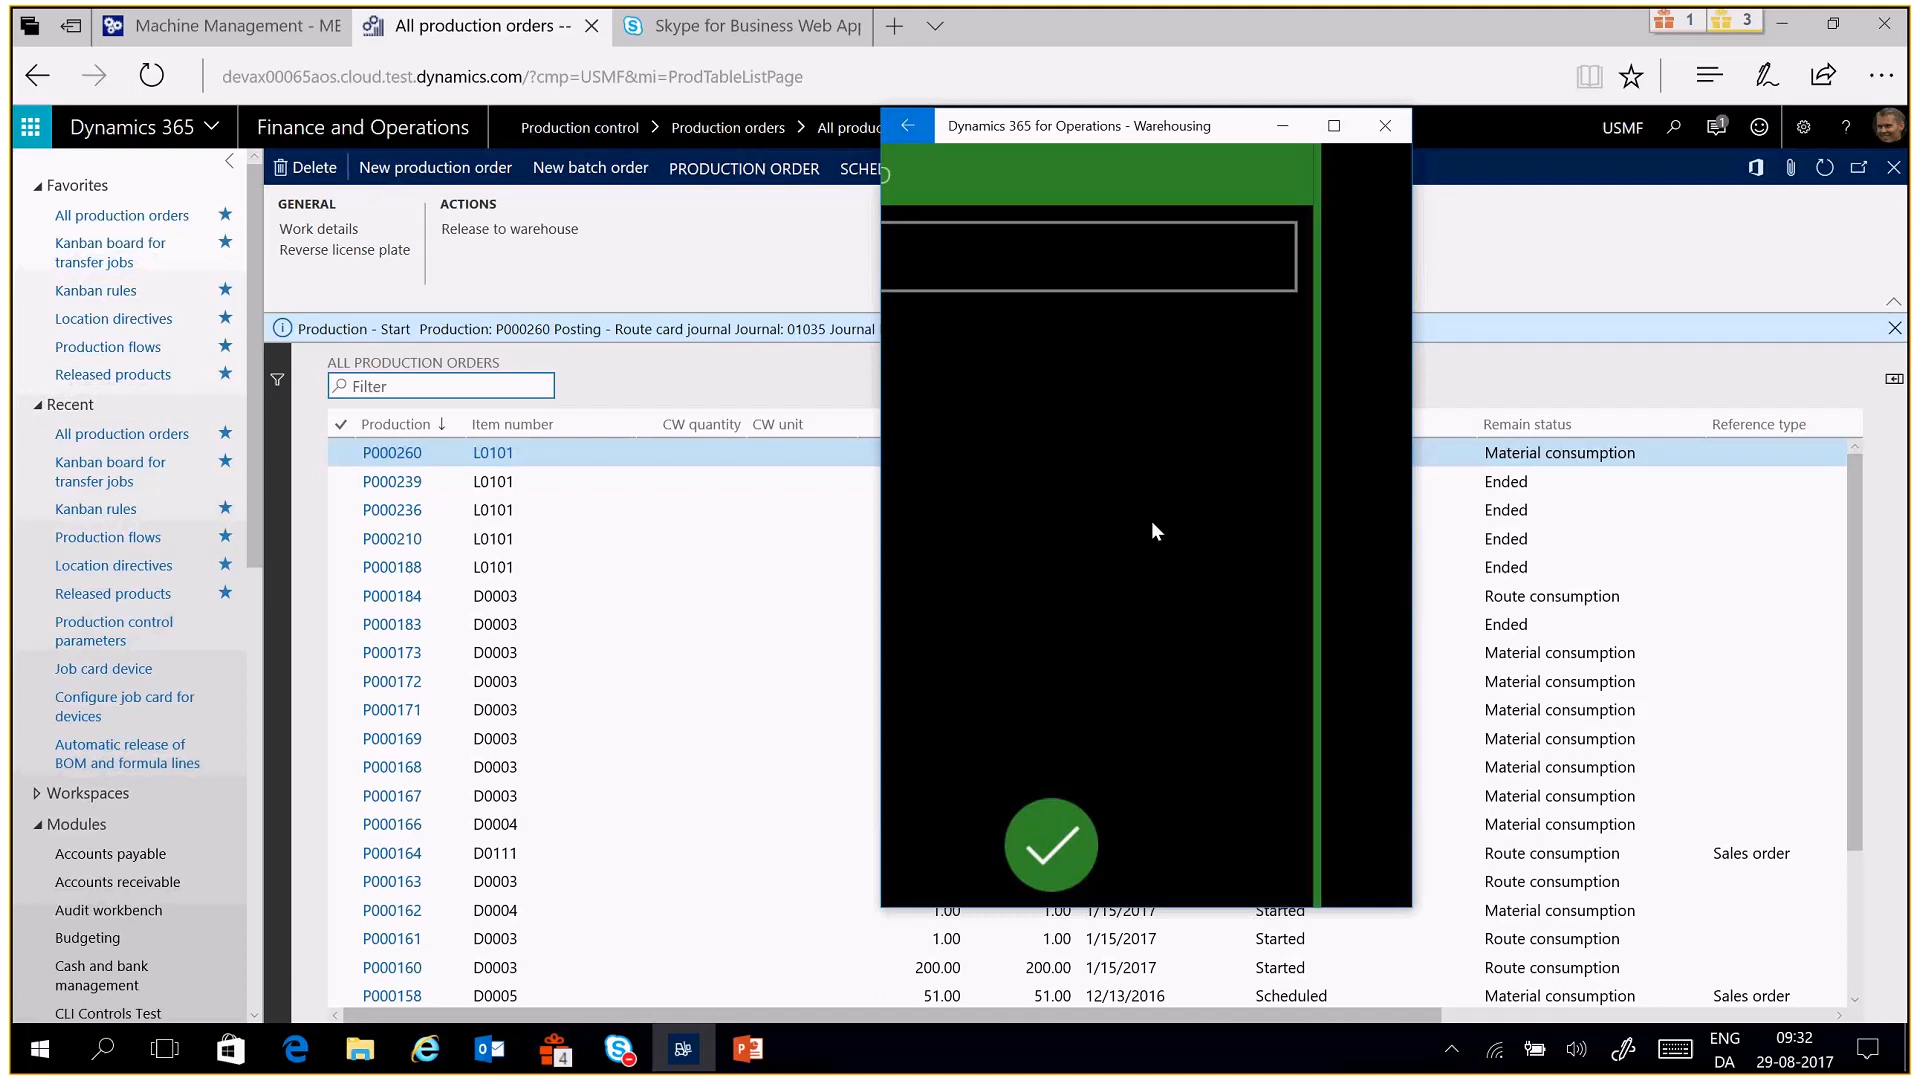 Machine Management - ME
All production orders --
Skype for Business Web App
1
3
devax00065aos.cloud.test.dynamics.com/?cmp=USMF&mi=ProdTableListPage
Dynamics 365
Finance and Operations
Production control > Production orders > All produc
Dynamics 365 for Operations - Warehousing
USMF
1
?
Delete
New production order
New batch order
PRODUCTION ORDER
SCHED
Favorites
All production orders
Kanban board for
transfer jobs
Kanban rules
Location directives
Production flows
Released products
Recent
All production orders
Kanban board for
transfer jobs
Kanban rules
Production flows
Location directives
Released products
Production control
parameters
Job card device
Configure job card for
devices
Automatic release of
BOM and formula lines
Workspaces
Modules
Accounts payable
Accounts receivable
Audit workbench
Budgeting
Cash and bank
management
CLI Controls Test
GENERAL
Work details
Reverse license plate
ACTIONS
Release to warehouse
Production - Start Production: P000260 Posting - Route card journal Journal: 01035 Journal
ALL PRODUCTION ORDERS
Filter
Production Item number CW quantity CW unit Remain status Reference type
P000260 L0101 Material consumption
P000239 L0101 Ended
P000236 L0101 Ended
P000210 L0101 Ended
P000188 L0101 Ended
P000184 D0003 Route consumption
P000183 D0003 Ended
P000173 D0003 Material consumption
P000172 D0003 Material consumption
P000171 D0003 Material consumption
P000169 D0003 Material consumption
P000168 D0003 Material consumption
P000167 D0003 Material consumption
P000166 D0004 Material consumption
P000164 D0111 Route consumption Sales order
P000163 D0003 Route consumption
P000162 D0004 1.00 1.00 1/15/2017 Started Material consumption
P000161 D0003 1.00 1.00 1/15/2017 Started Route consumption
P000160 D0003 200.00 200.00 1/15/2017 Started Route consumption
P000158 D0005 51.00 51.00 12/13/2016 Scheduled Material consumption Sales order
4
ENG
DA
09:32
29-08-2017